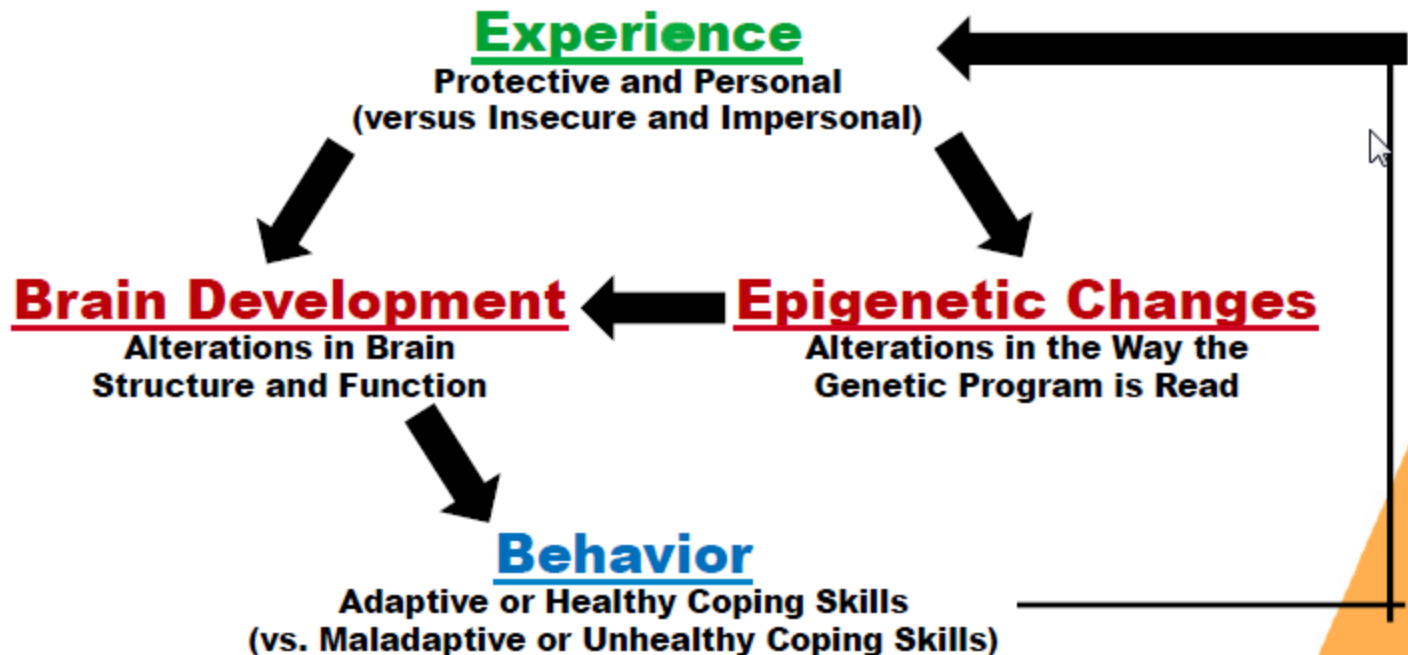 Experience
Protective and Personal
(versus Insecure and Impersonal)
Brain Development
Alterations in Brain
Structure and Function
Epigenetic Changes
Alterations in the Way the
Genetic Program is Read
Behavior
Adaptive or Healthy Coping Skills
(vs. Maladaptive or Unhealthy Coping Skills)